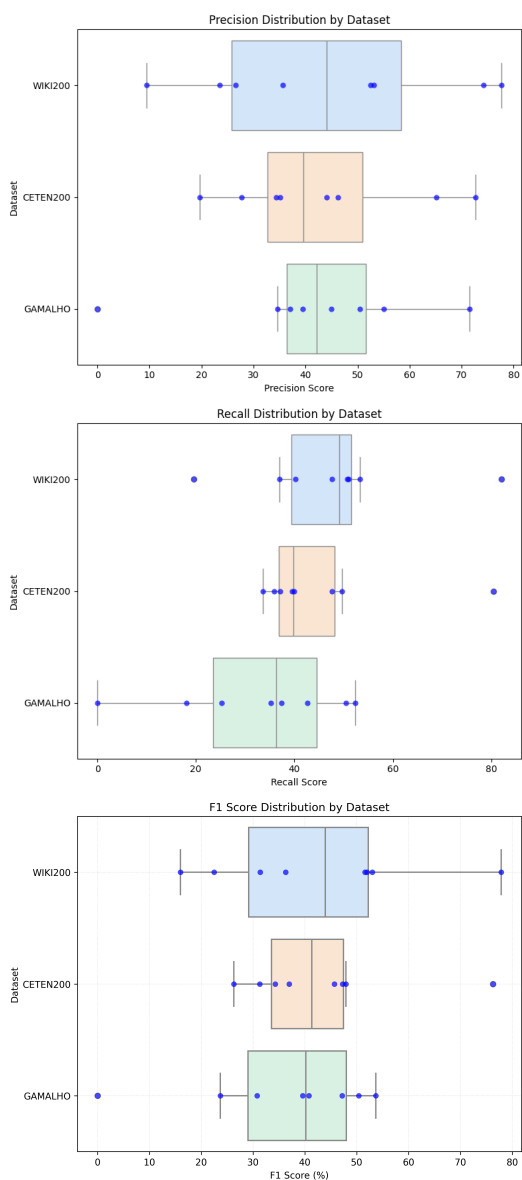 Precision Distribution by Dataset
Dataset
WIKI200
CETEN200
GAMALHO
0 10 20 30 40 50 60 70 80
Precision Score
Recall Distribution by Dataset
Dataset
WIKI200
CETEN200
GAMALHO
0 20 40 60 80
Recall Score
F1 Score Distribution by Dataset
Dataset
WIKI200
CETEN200
GAMALHO
0 10 20 30 40 50 60 70 80
F1 Score (%)